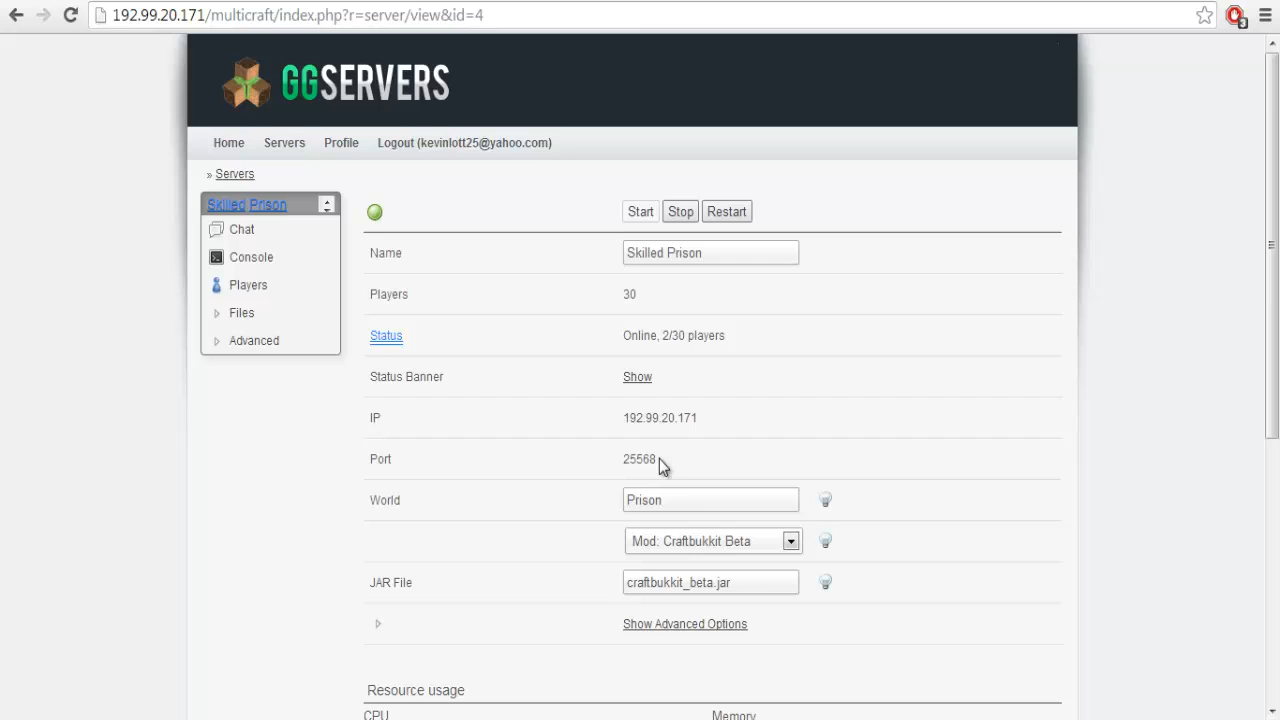 192.99.20.171/multicraft/index.php?r=server/view&id=4
3
GGSERVERS
Home Servers Profile Logout (kevinlott25@yahoo.com)
» Servers
Skilled Prison
Chat
Console
Players
Files
Advanced
Start Stop Restart
Name Skilled Prison
Players 30
Status Online, 2/30 players
Status Banner Show
IP 192.99.20.171
Port 25568
World Prison
Mod: Craftbukkit Beta
JAR File craftbukkit_beta.jar
Show Advanced Options
Resource usage
CPU Memory